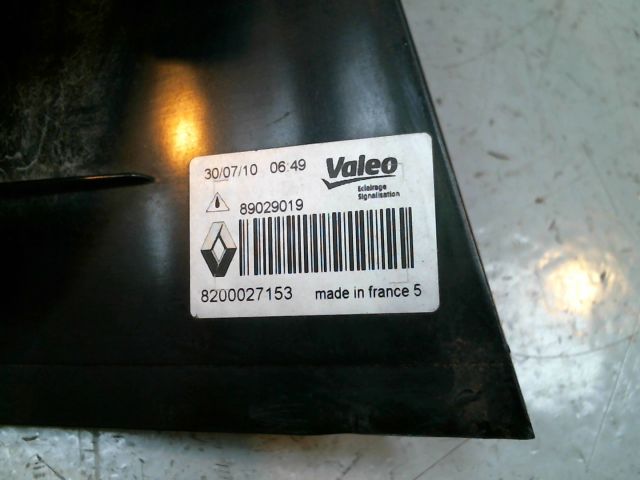 30/07/10 06:49 Valeo
Eclairage
Signalisation
89029019
8200027153 made in france 5